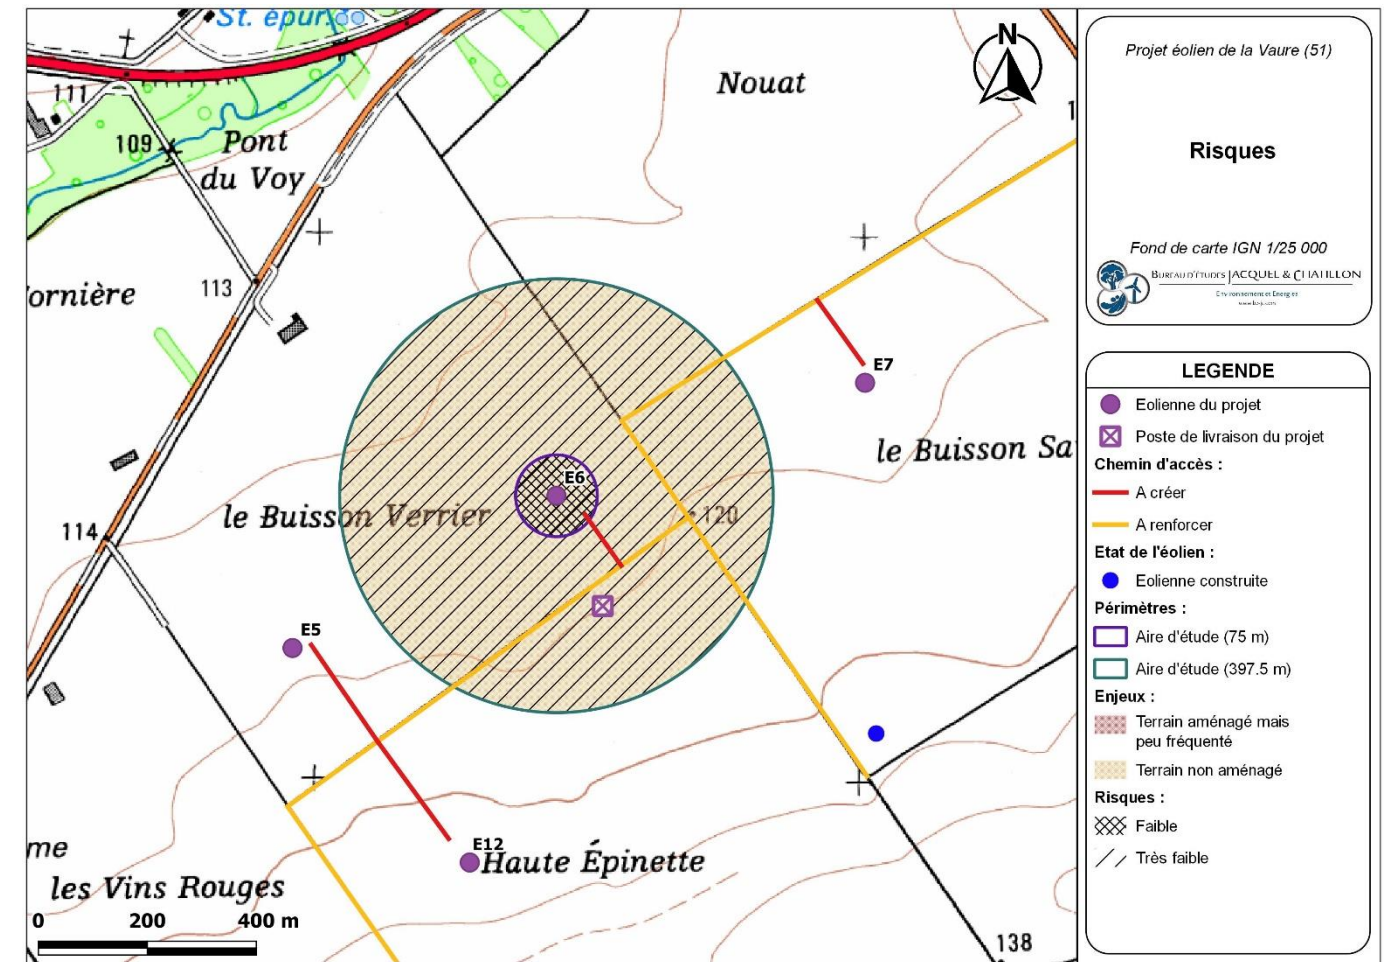 St. épur.
111
109
Pont
du Voy
Nouat
N
113
E7
le Buisson Sa
E6
le Buisson Verrier
120
114
E5
E12
Haute Épinette
me
les Vins Rouges
0 200 400 m
138
Projet éolien de la Vaure (51)
Risques
Fond de carte IGN 1/25 000
BUREAU D'ÉTUDES JACQUEL & CHATILLON
Environnement et Energies
LEGENDE
Eolienne du projet
Poste de livraison du projet
Chemin d'accès :
A créer
A renforcer
Etat de l'éolien :
Eolienne construite
Périmètres :
Aire d'étude (75 m)
Aire d'étude (397.5 m)
Enjeux :
Terrain aménagé mais
peu fréquenté
Terrain non aménagé
Risques :
Faible
Très faible